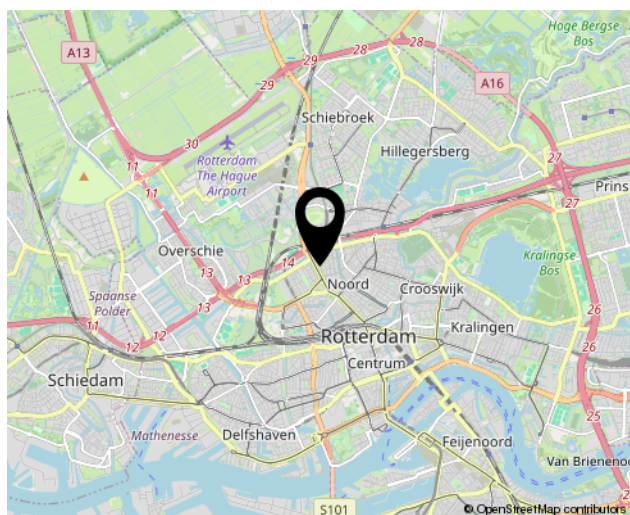 A13
28
28
Hoge Bergse
Bos
29
29
A16
Schiebroek
30
Hillegersberg
27
11
Rotterdam
The Hague
Airport
11
27
Prins
Overschie
14
13
13
Kralingse
Bos
Noord
Crooswijk
Spaanse
Polder
26
11
12
12
Rotterdam
Kralingen
26
Centrum
Schiedam
25
Mathenesse
Delfshaven
Feijenoord
Van Brieneno
S101
© OpenStreetMap contributors